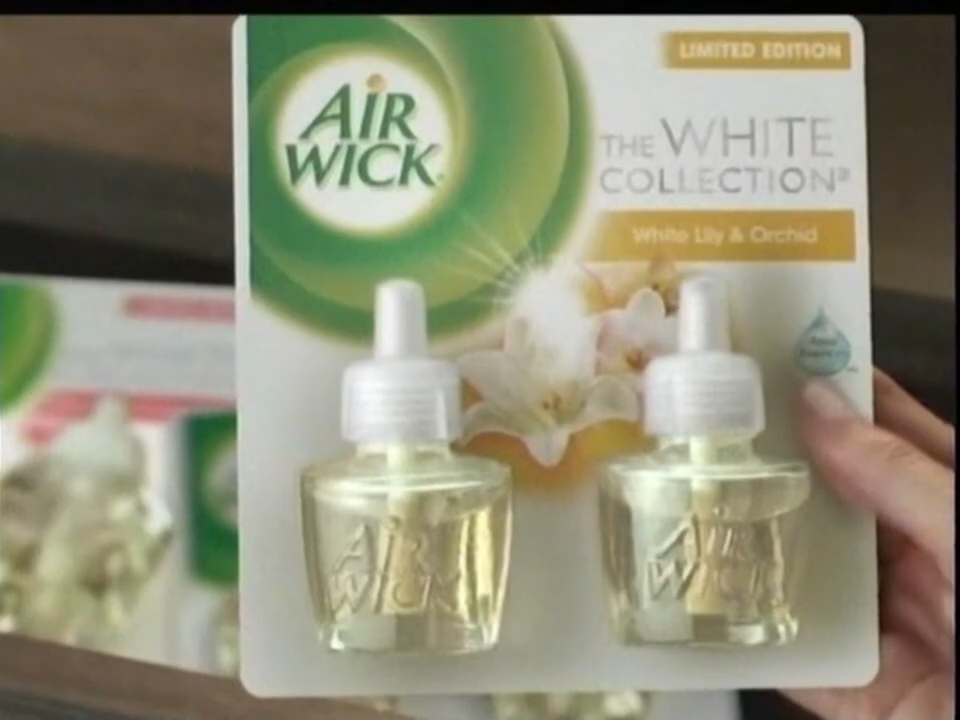 LIMITED EDITION
AIR
WICK
THE WHITE
COLLECTION
White Lily & Orchid
AIR
WICK
AIR
WICK